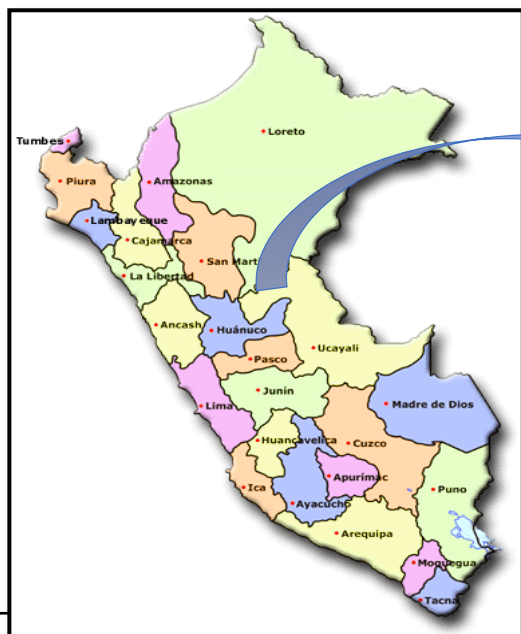 Loreto
Tumbes
Piura
Amazonas
Lambayeque
Cajamarca
San Mart
La Libertad
Ancash
Huánuco
Ucayali
Pasco
Junín
Lima
Madre de Dios
Huancavelica
Cuzco
Apurímac
Ica
Puno
Ayacucho
Arequipa
Moquegua
Tacna